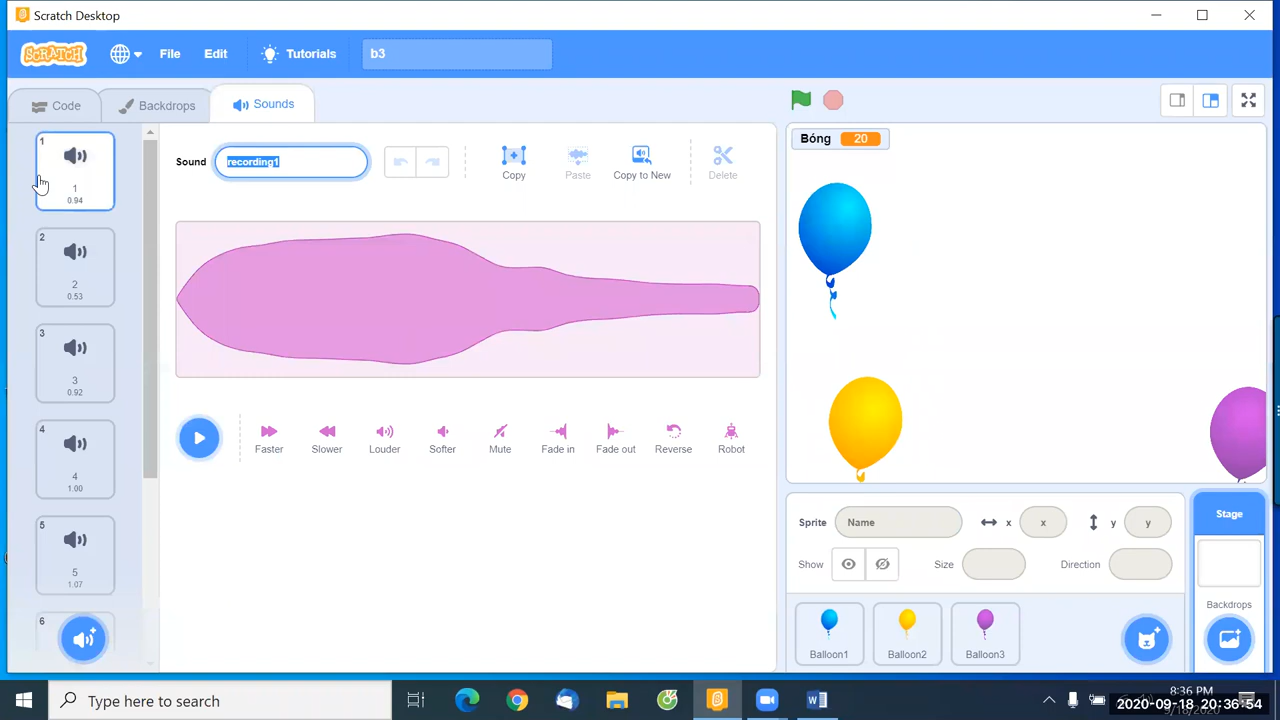 Scratch Desktop
SCRATCH File Edit Tutorials b3
Code Backdrops Sounds
1
1
0.94
2
2
0.53
3
3
0.92
4
4
1.00
5
5
1.07
6
Sound recording1 Copy Paste Copy to New Delete
Faster Slower Louder Softer Mute Fade in Fade out Reverse Robot
Bóng 20
Sprite Name x x y y
Show Size Direction
Balloon1 Balloon2 Balloon3
Stage
Backdrops
Type here to search
8:36 PM
2020-09-18 20:36:54